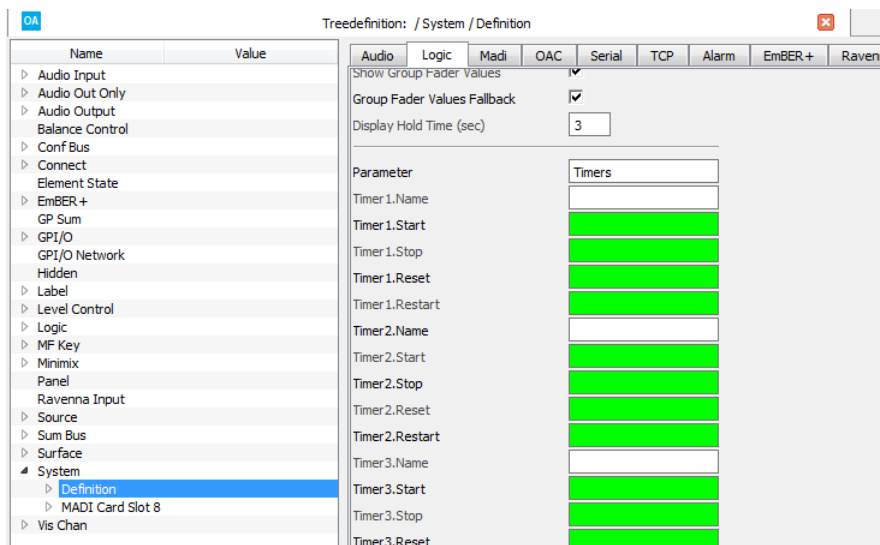 OA
Treedefinition: / System / Definition
Name Value
Audio Input
Audio Out Only
Audio Output
Balance Control
Conf Bus
Connect
Element State
EmBER+
GP Sum
GPI/O
GPI/O Network
Hidden
Label
Level Control
Logic
MF Key
Minimix
Panel
Ravenna Input
Source
Sum Bus
Surface
System
Definition
MADI Card Slot 8
Vis Chan
Audio Logic Madi OAC Serial TCP Alarm EmBER+ Raven
Show Group Fader Values
Group Fader Values Fallback
Display Hold Time (sec) 3
Parameter Timers
Timer1.Name
Timer1.Start
Timer1.Stop
Timer1.Reset
Timer1.Restart
Timer2.Name
Timer2.Start
Timer2.Stop
Timer2.Reset
Timer2.Restart
Timer3.Name
Timer3.Start
Timer3.Stop
Timer3.Reset